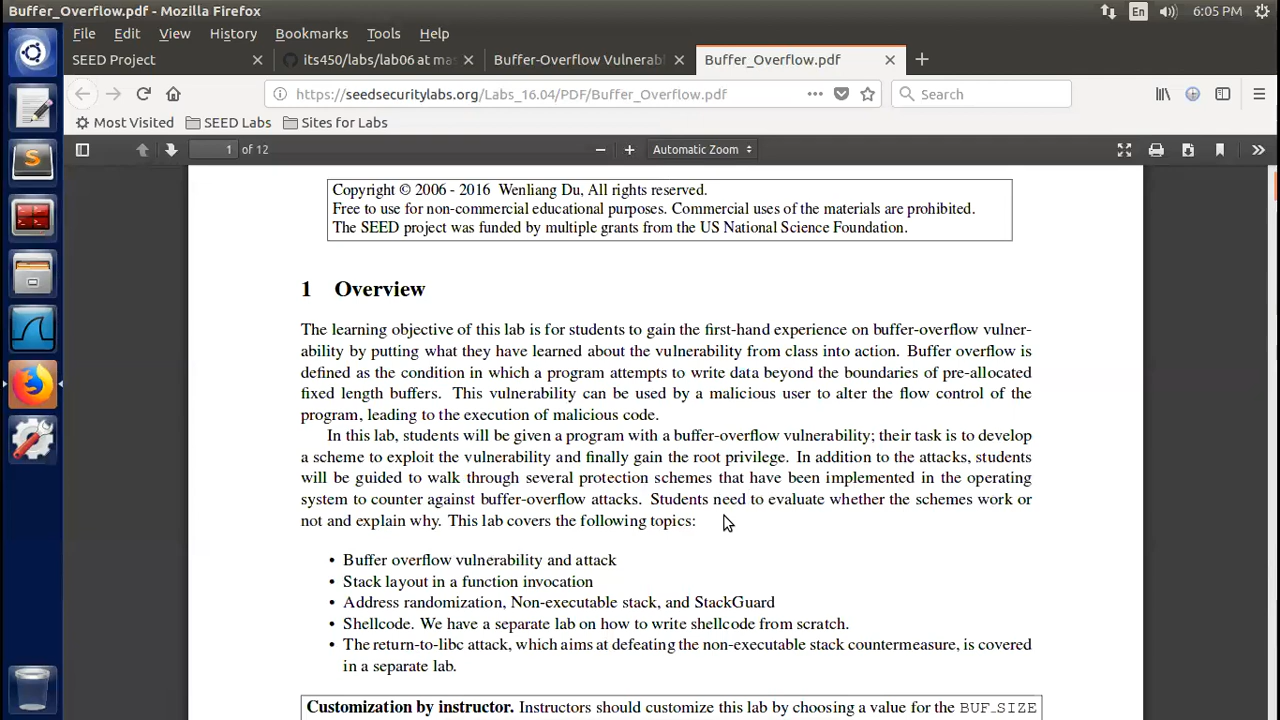 Buffer_Overflow.pdf - Mozilla Firefox
En
6:05 PM
File Edit View History Bookmarks Tools Help
SEED Project
its450/labs/lab06 at mas
Buffer-Overflow Vulnerabi
Buffer_Overflow.pdf
https://seedsecuritylabs.org/Labs_16.04/PDF/Buffer_Overflow.pdf
Search
Most Visited SEED Labs Sites for Labs
1 of 12
Automatic Zoom
Copyright © 2006 - 2016 Wenliang Du, All rights reserved.
Free to use for non-commercial educational purposes. Commercial uses of the materials are prohibited.
The SEED project was funded by multiple grants from the US National Science Foundation.
1 Overview
The learning objective of this lab is for students to gain the first-hand experience on buffer-overflow vulner-
ability by putting what they have learned about the vulnerability from class into action. Buffer overflow is
defined as the condition in which a program attempts to write data beyond the boundaries of pre-allocated
fixed length buffers. This vulnerability can be used by a malicious user to alter the flow control of the
program, leading to the execution of malicious code.
In this lab, students will be given a program with a buffer-overflow vulnerability; their task is to develop
a scheme to exploit the vulnerability and finally gain the root privilege. In addition to the attacks, students
will be guided to walk through several protection schemes that have been implemented in the operating
system to counter against buffer-overflow attacks. Students need to evaluate whether the schemes work or
not and explain why. This lab covers the following topics:
• Buffer overflow vulnerability and attack
• Stack layout in a function invocation
• Address randomization, Non-executable stack, and StackGuard
• Shellcode. We have a separate lab on how to write shellcode from scratch.
• The return-to-libc attack, which aims at defeating the non-executable stack countermeasure, is covered
in a separate lab.
Customization by instructor. Instructors should customize this lab by choosing a value for the BUF_SIZE